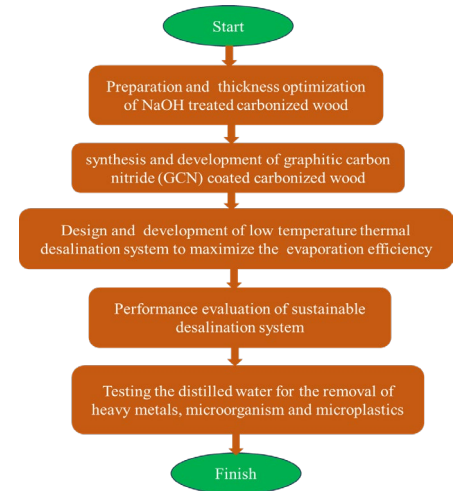 Start
Preparation and thickness optimization
of NaOH treated carbonized wood
synthesis and development of graphitic carbon
nitride (GCN) coated carbonized wood
Design and development of low temperature thermal
desalination system to maximize the evaporation efficiency
Performance evaluation of sustainable
desalination system
Testing the distilled water for the removal of
heavy metals, microorganism and microplastics
Finish